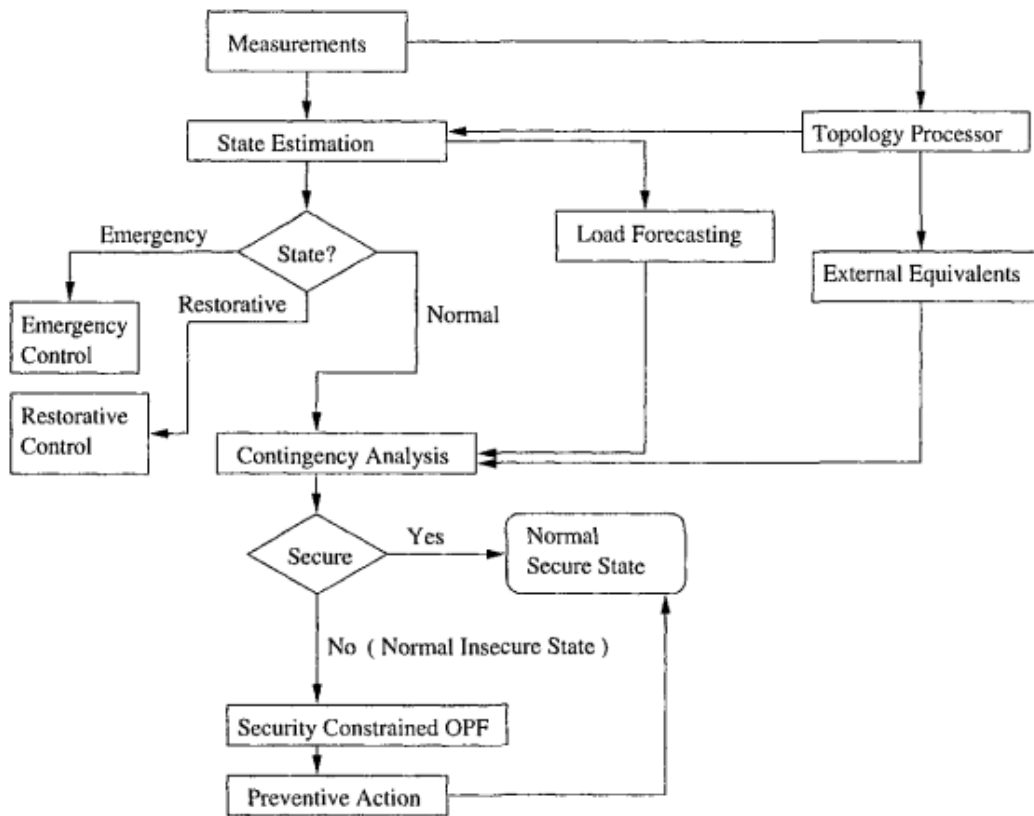 Measurements
State Estimation
Topology Processor
Emergency
State?
Load Forecasting
External Equivalents
Restorative
Normal
Emergency
Control
Restorative
Control
Contingency Analysis
Secure
Yes
Normal
Secure State
No ( Normal Insecure State )
Security Constrained OPF
Preventive Action